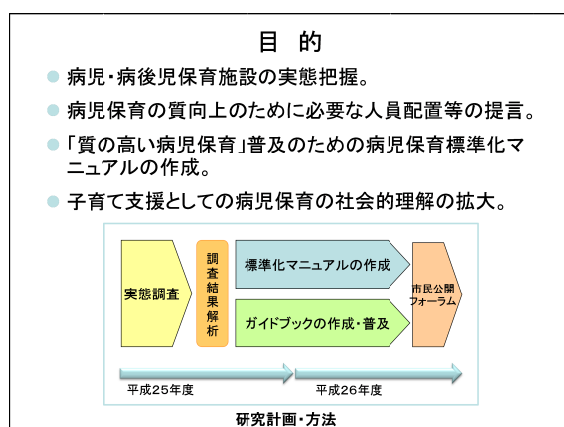 目 的
病児・病後児保育施設の実態把握。
病児保育の質向上のために必要な人員配置等の提言。
「質の高い病児保育」普及のための病児保育標準化マ
ニュアルの作成。
子育て支援としての病児保育の社会的理解の拡大。
実態調査
調査結果解析
標準化マニュアルの作成
ガイドブックの作成・普及
市民公開
フォーラム
平成25年度
平成26年度
研究計画・方法